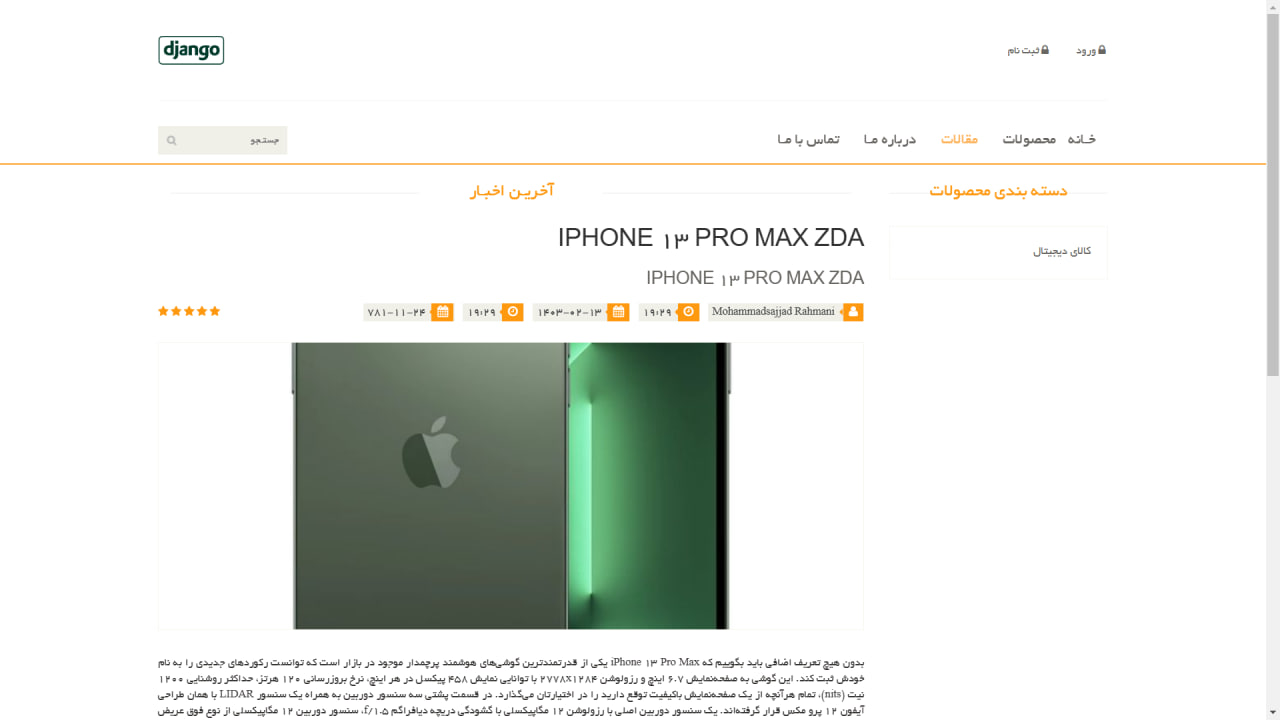 ورود
ثبت نام
django
خـانه
محصولات
مقالات
درباره مـا
تماس با مـا
جستجو
دسته بندی محصولات
آخریـن اخبـار
کالای دیجیتال
IPHONE ۱۳ PRO MAX ZDA
IPHONE ۱۳ PRO MAX ZDA
Mohammadsajjad Rahmani
۱۹:۲۹
۱۴۰۳-۰۲-۱۳
۱۹:۲۹
۷۸۱-۱۱-۲۴
بدون هیچ تعریف اضافی باید بگوییم که iPhone ۱۳ Pro Max یکی از قدرتمندترین گوشی‌های هوشمند پرچمدار موجود در بازار است که توانست رکوردهای جدیدی را به نام
خودش ثبت کند. این گوشی به صفحه‌نمایش ۶.۷ اینچ و رزولوشن ۲۷۷۸x۱۲۸۴ با توانایی نمایش ۴۵۸ پیکسل در هر اینچ، نرخ بروزرسانی ۱۲۰ هرتز، حداکثر روشنایی ۱۲۰۰
نیت (nits)، تمام هرآنچه از یک صفحه‌نمایش باکیفیت توقع دارید را در اختیارتان می‌گذارد. در قسمت پشتی سه سنسور دوربین به همراه یک سنسور LIDAR با همان طراحی
آیفون ۱۲ پرو مکس قرار گرفته‌اند. یک سنسور دوربین اصلی با رزولوشن ۱۲ مگاپیکسلی با گشودگی دریچه دیافراگم f/۱.۵، سنسور دوربین ۱۲ مگاپیکسلی از نوع فوق عریض